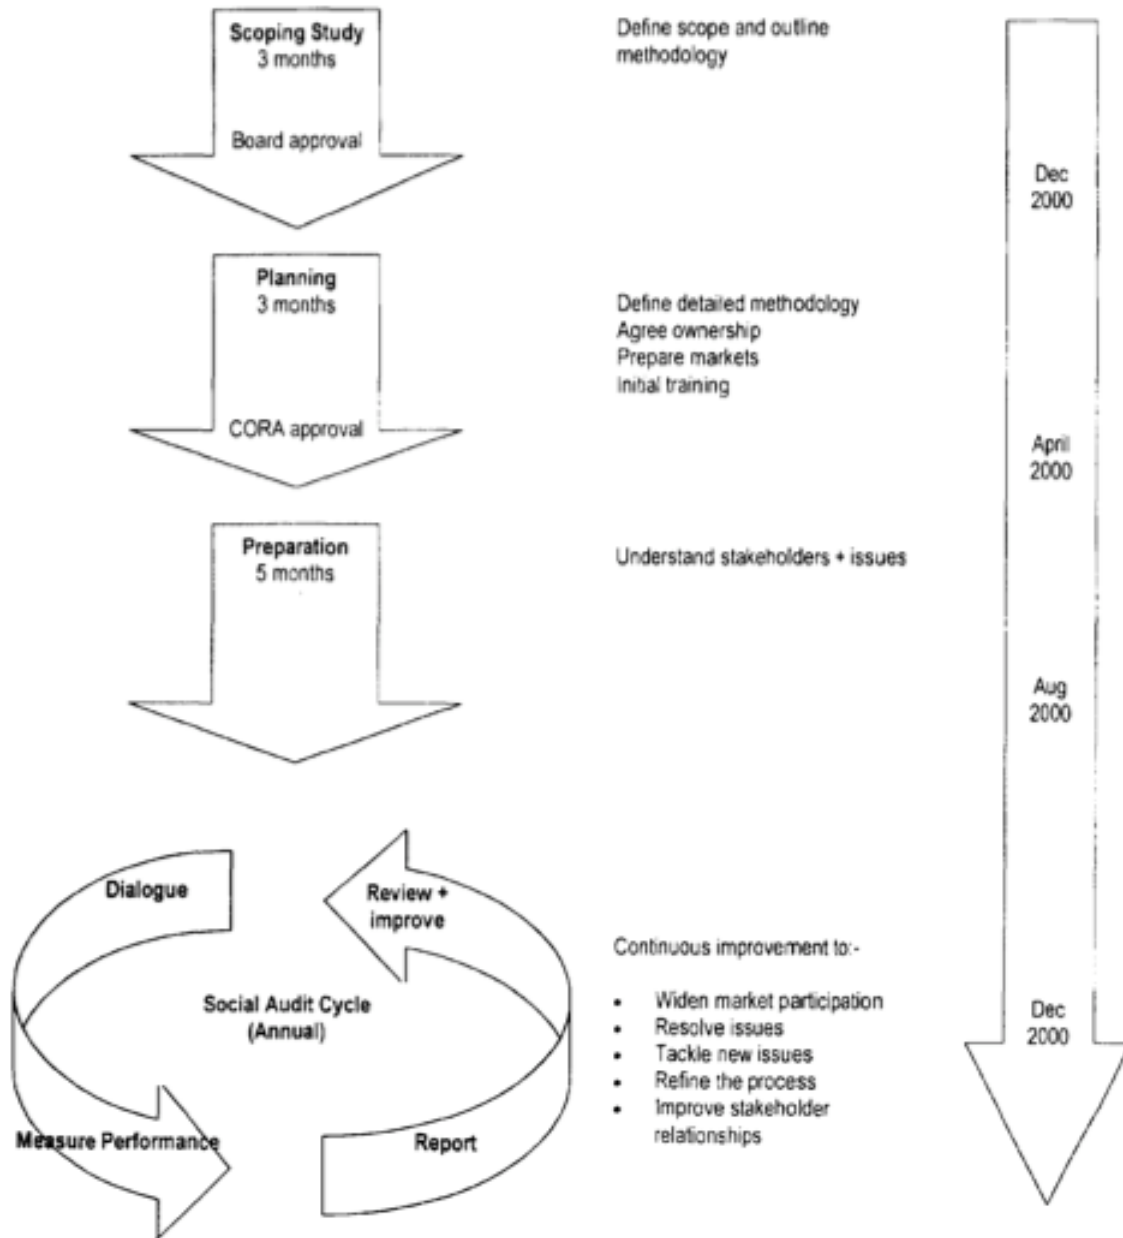 Scoping Study
3 months
Board approval
Define scope and outline
methodology
Dec
2000
Planning
3 months
CORA approval
Define detailed methodology
Agree ownership
Prepare markets
Initial training
April
2000
Preparation
5 months
Understand stakeholders + issues
Aug
2000
Dialogue
Review +
improve
Social Audit Cycle
(Annual)
Measure Performance
Report
Continuous improvement to:-
• Widen market participation
• Resolve issues
• Tackle new issues
• Refine the process
• Improve stakeholder
relationships
Dec
2000